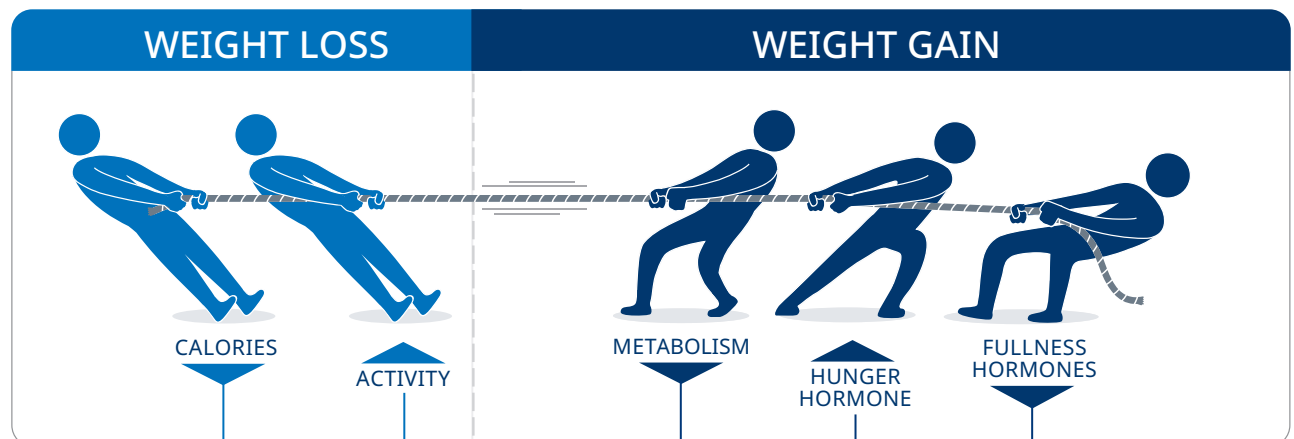 WEIGHT LOSS
WEIGHT GAIN
CALORIES
ACTIVITY
METABOLISM
HUNGER
HORMONE
FULLNESS
HORMONES